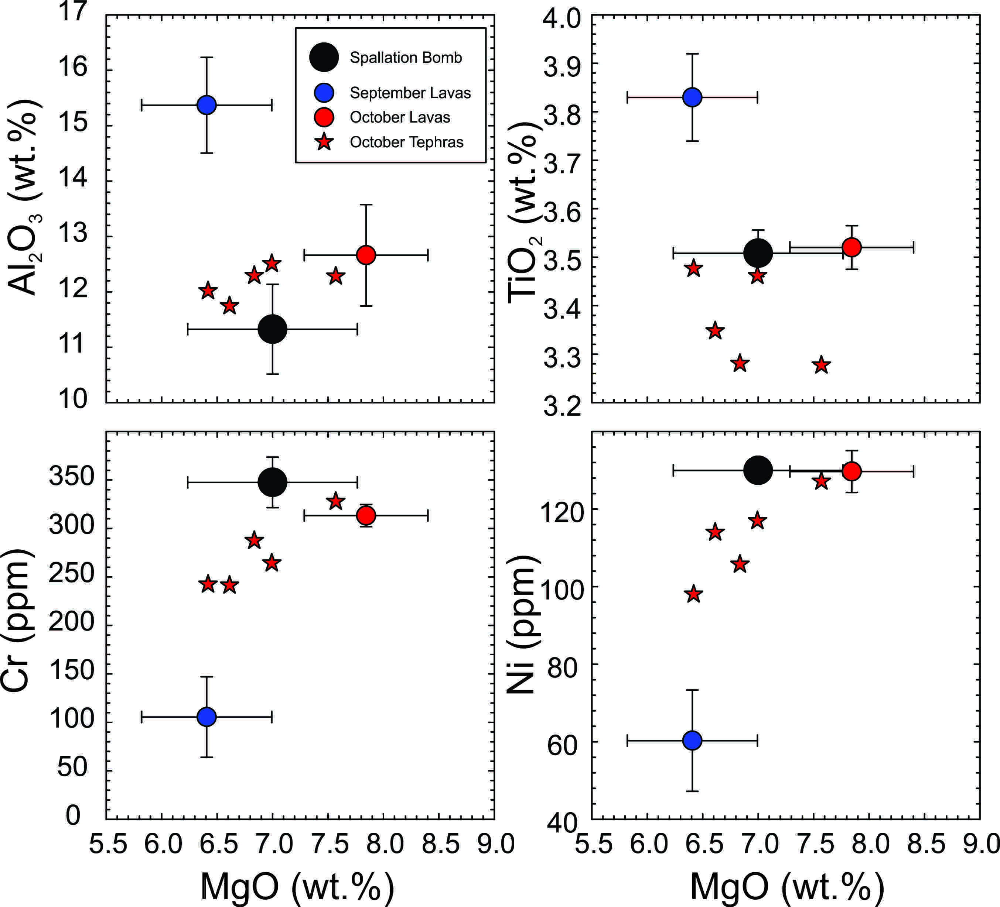 17
16
15
14
13
12
11
10
Al2O3 (wt.%)
Spallation Bomb
September Lavas
October Lavas
October Tephras
4.0
3.9
3.8
3.7
3.6
3.5
3.4
3.3
3.2
TiO2 (wt.%)
350
300
250
200
150
100
50
0
Cr (ppm)
5.5 6.0 6.5 7.0 7.5 8.0 8.5 9.0
MgO (wt.%)
120
100
80
60
40
Ni (ppm)
5.5 6.0 6.5 7.0 7.5 8.0 8.5 9.0
MgO (wt.%)